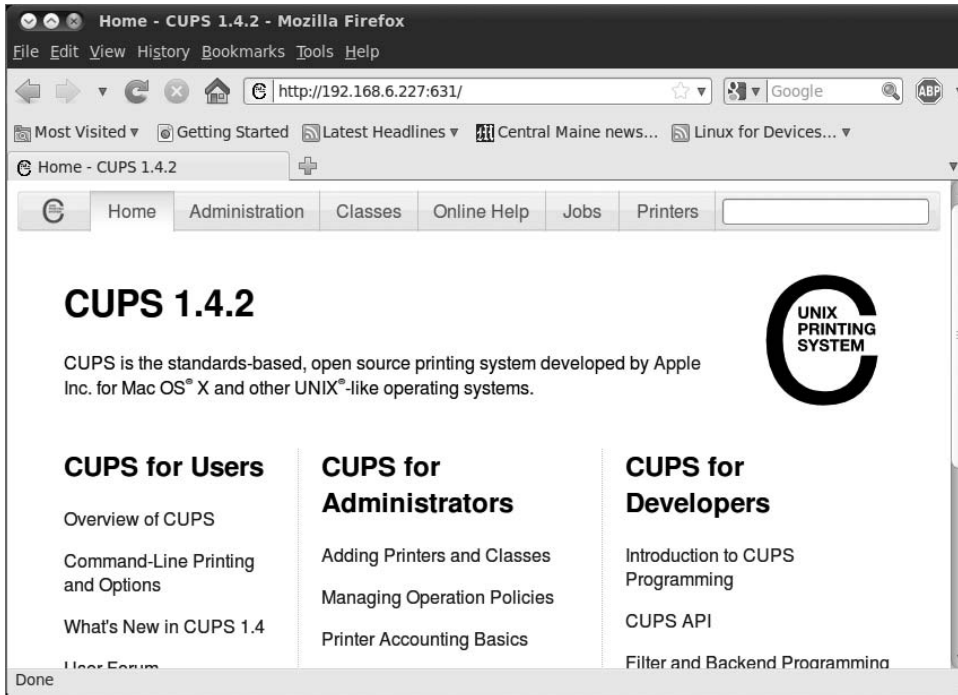 Home - CUPS 1.4.2 - Mozilla Firefox
File Edit View History Bookmarks Tools Help
http://192.168.6.227:631/
Google
ABP
Most Visited Getting Started Latest Headlines Central Maine news... Linux for Devices...
Home - CUPS 1.4.2
Home Administration Classes Online Help Jobs Printers
CUPS 1.4.2
CUPS is the standards-based, open source printing system developed by Apple
Inc. for Mac OS® X and other UNIX®-like operating systems.
UNIX
PRINTING
SYSTEM
CUPS for Users
Overview of CUPS
Command-Line Printing
and Options
What's New in CUPS 1.4
User Forum
CUPS for
Administrators
Adding Printers and Classes
Managing Operation Policies
Printer Accounting Basics
CUPS for
Developers
Introduction to CUPS
Programming
CUPS API
Filter and Backend Programming
Done